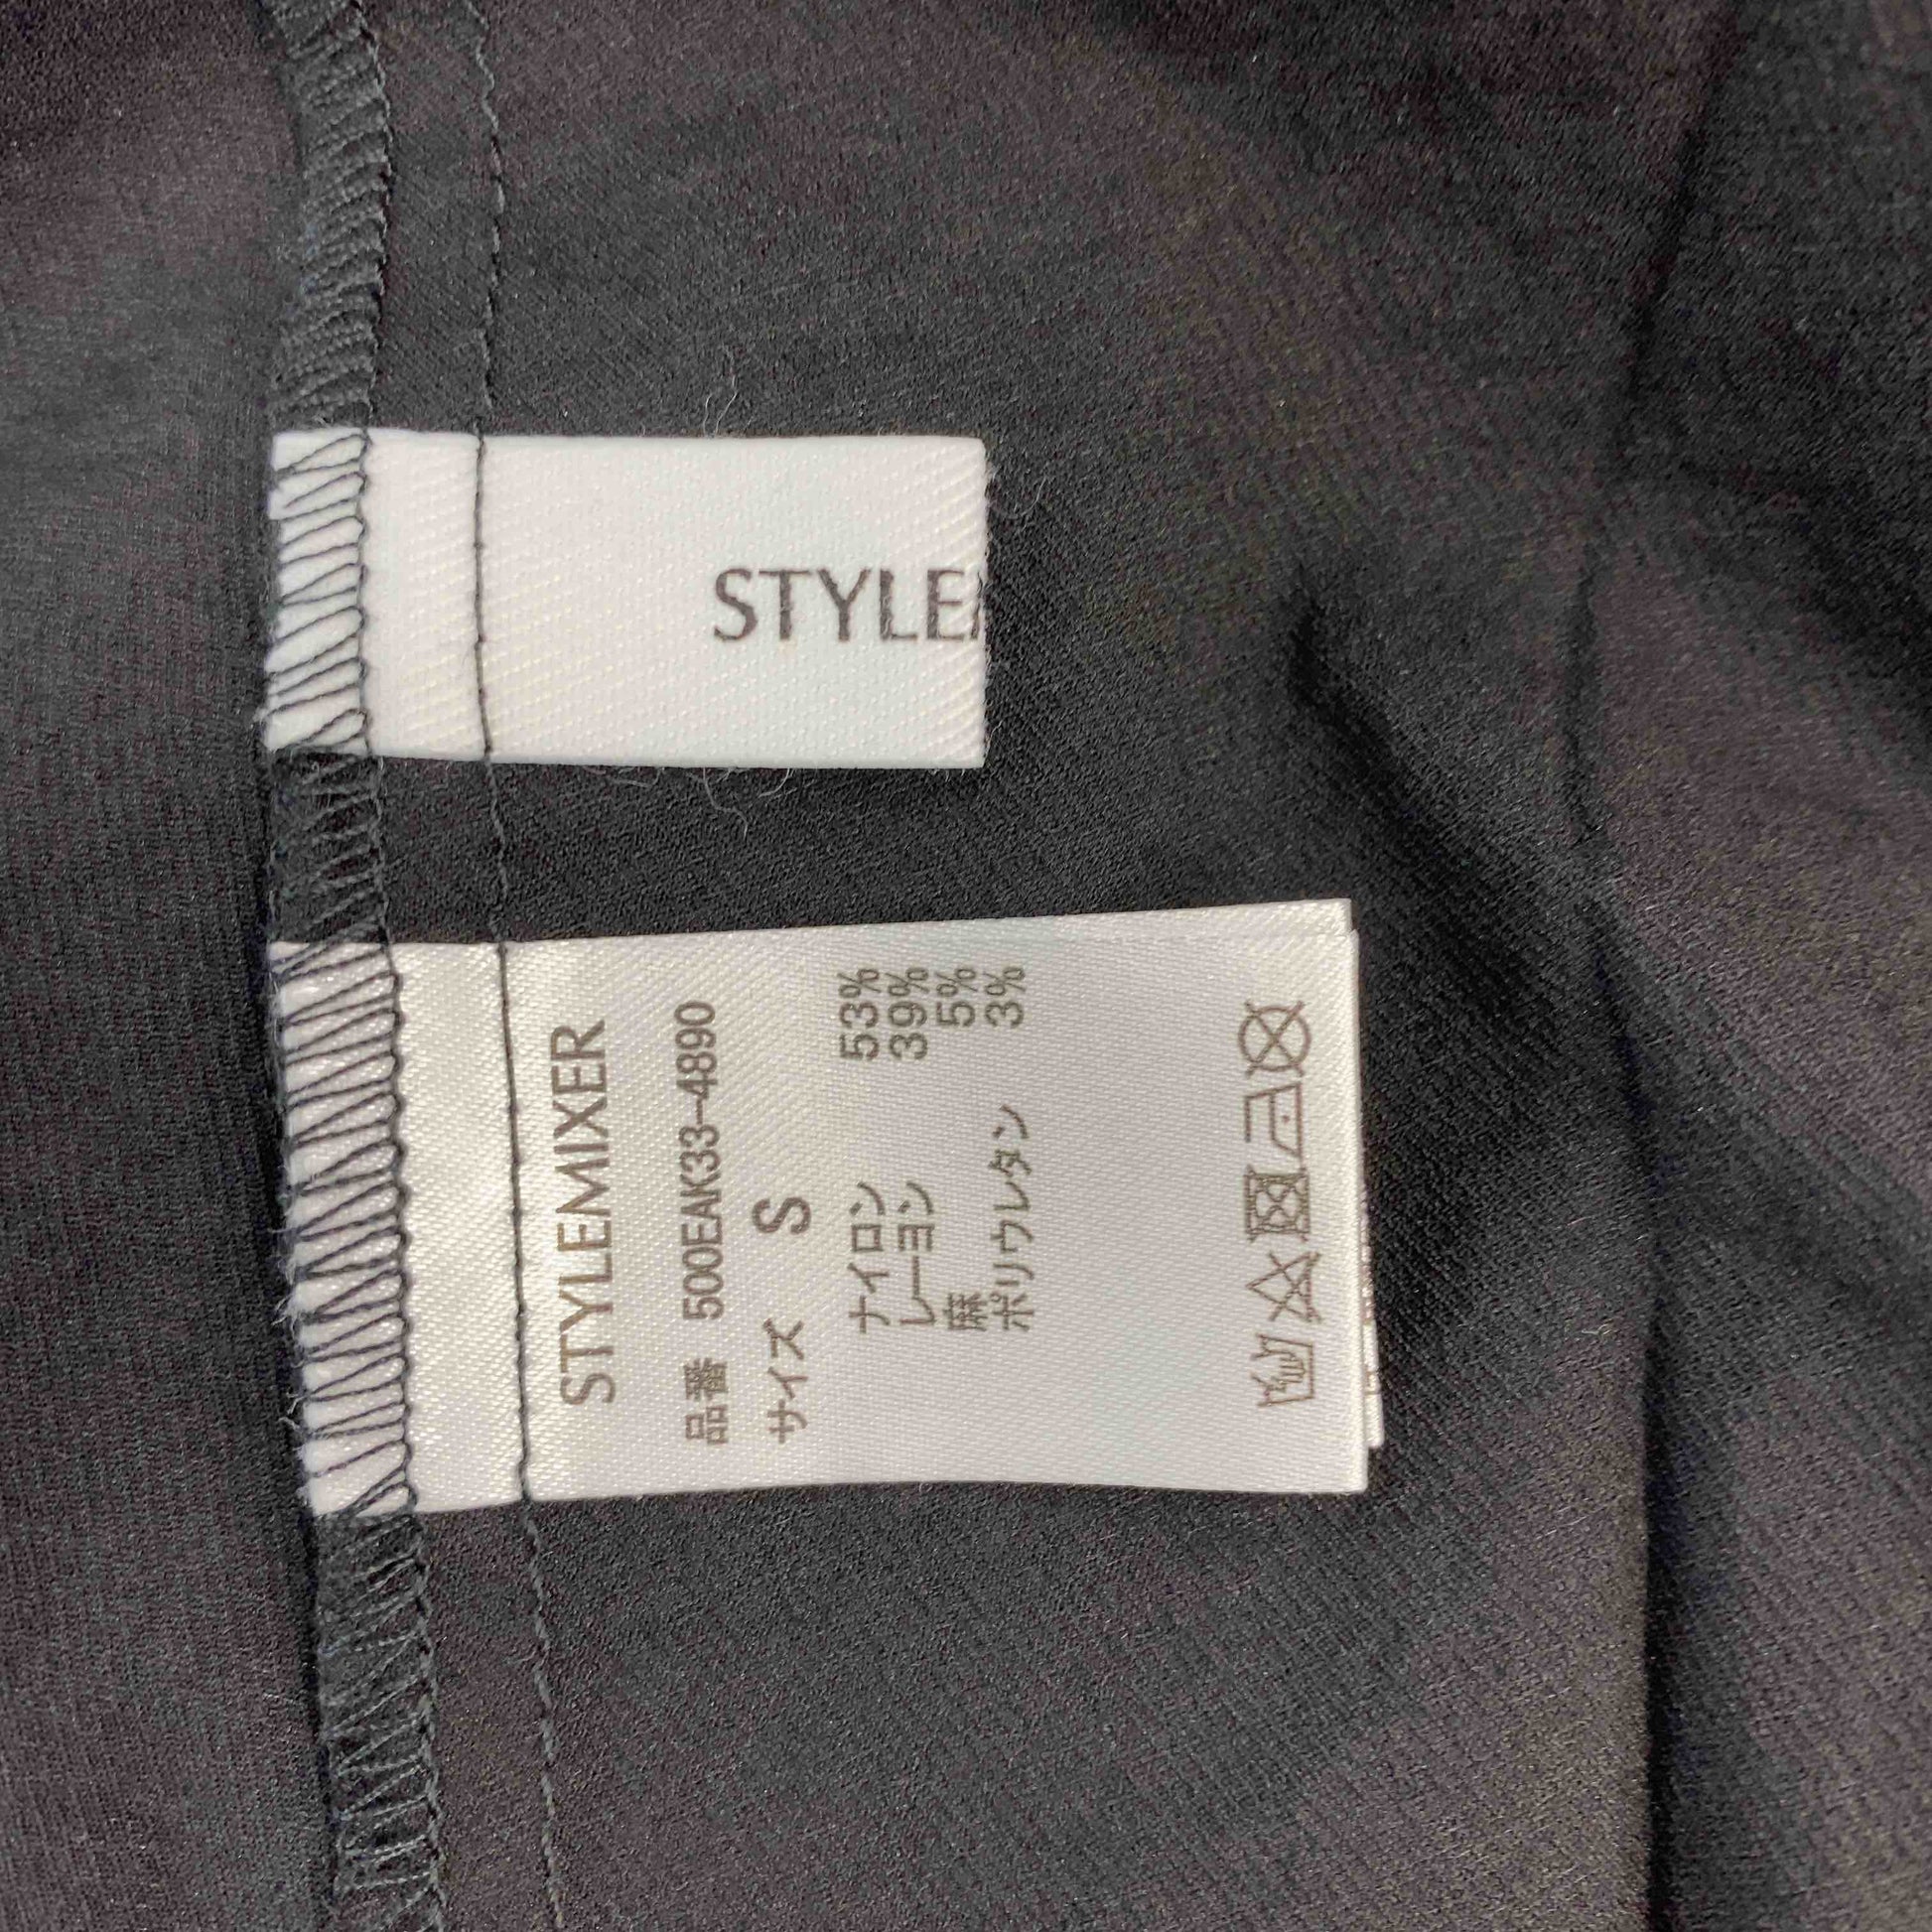 STYLE
STYLEMIXER
品番 500EAK33-4890
サイズ S
ナイロン 53%
レーヨン 39%
麻 5%
ポリウレタン 3%